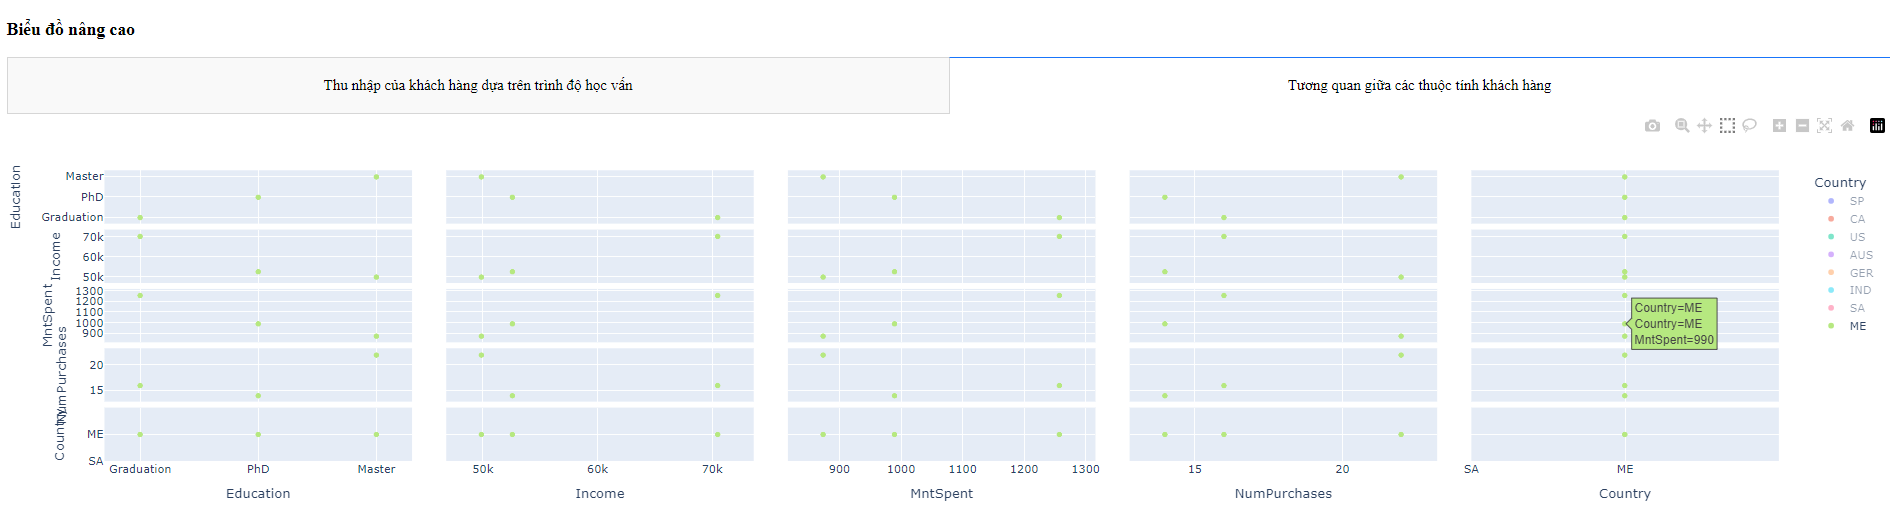 Biểu đồ nâng cao
Thu nhập của khách hàng dựa trên trình độ học vấn
Tương quan giữa các thuộc tính khách hàng
Education
Master
PhD
Graduation
Income
70k
60k
50k
MntSpent
1300
1200
1100
1000
900
NumPurchases
20
15
Country
ME
SA
Graduation PhD Master
50k 60k 70k
900 1000 1100 1200 1300
15 20
SA ME
Education Income MntSpent NumPurchases Country
Country=ME
Country=ME
MntSpent=990
Country
SP
CA
US
AUS
GER
IND
SA
ME